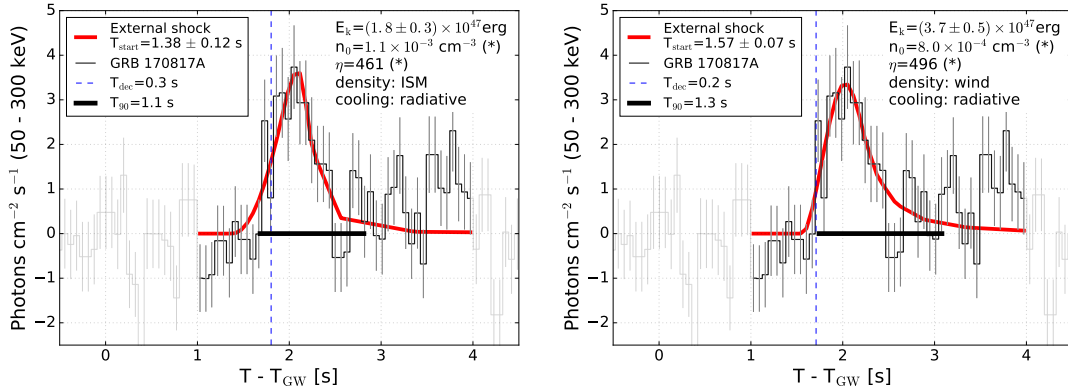 External shock
T_start=1.38 ± 0.12 s
GRB 170817A
T_dec=0.3 s
T_90=1.1 s
E_k=(1.8±0.3)×10^47 erg
n_0=1.1×10^-3 cm^-3 (*)
η=461 (*)
density: ISM
cooling: radiative
Photons cm^-2 s^-1 (50 - 300 keV)
5
4
3
2
1
0
−1
−2
0 1 2 3 4
T - T_GW [s]
External shock
T_start=1.57 ± 0.07 s
GRB 170817A
T_dec=0.2 s
T_90=1.3 s
E_k=(3.7±0.5)×10^47 erg
n_0=8.0×10^-4 cm^-3 (*)
η=496 (*)
density: wind
cooling: radiative
Photons cm^-2 s^-1 (50 - 300 keV)
5
4
3
2
1
0
−1
−2
0 1 2 3 4
T - T_GW [s]